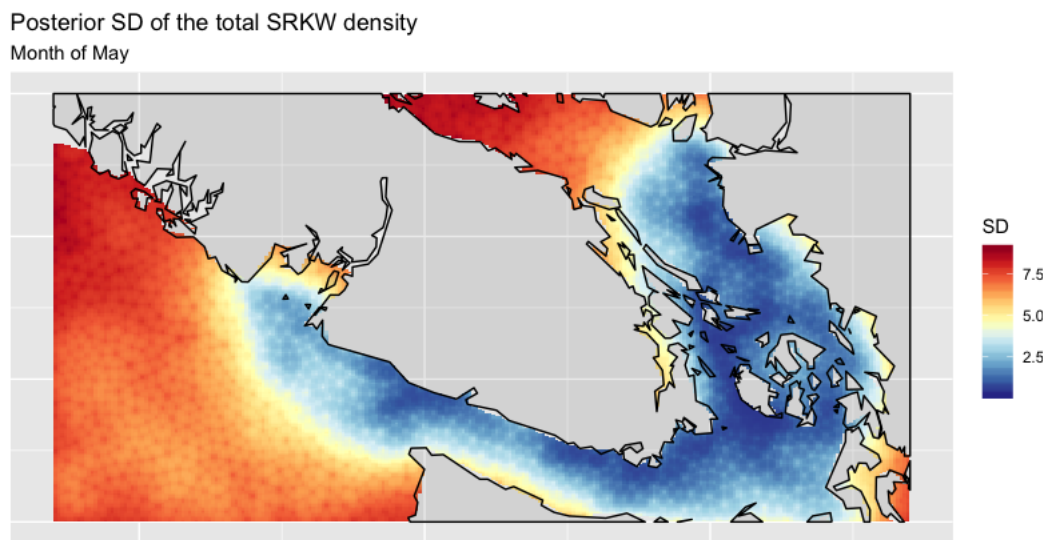 Posterior SD of the total SRKW density
Month of May
SD
7.5
5.0
2.5